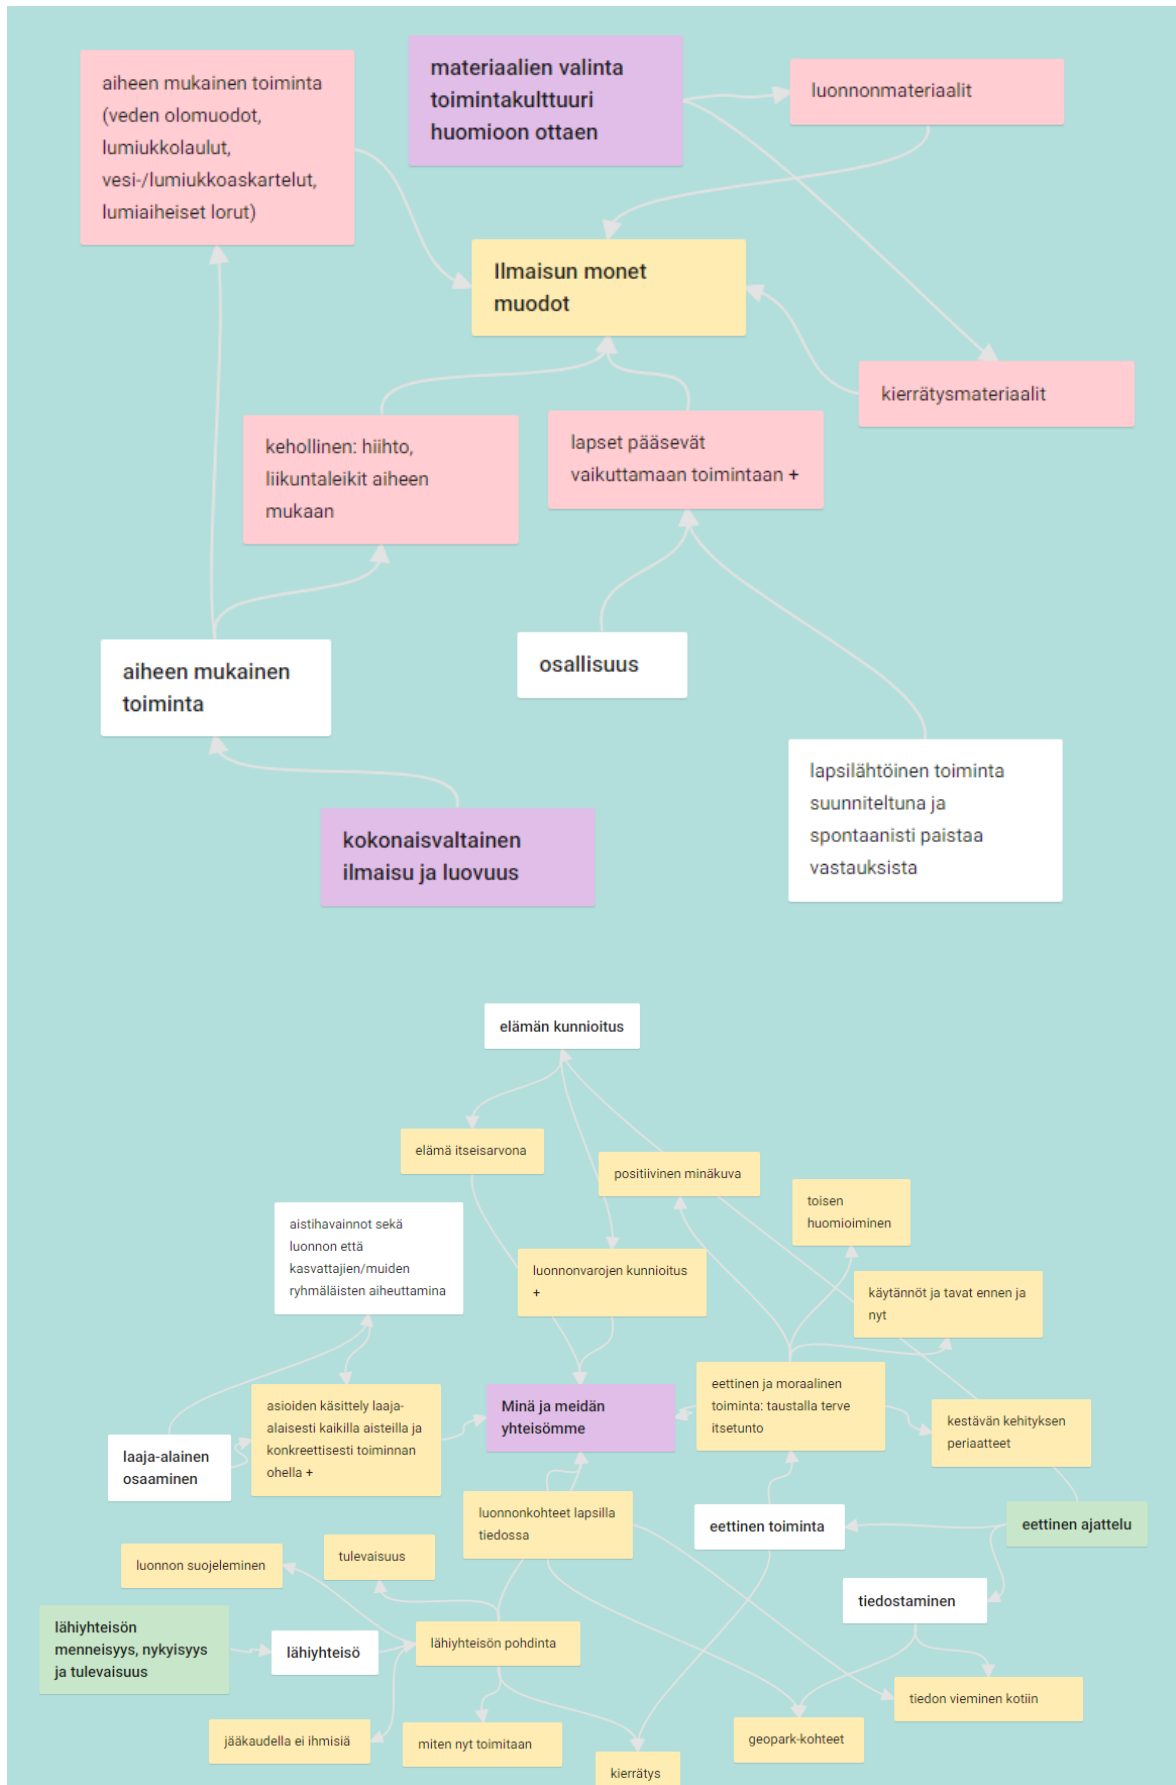 aiheen mukainen toiminta
(veden olomuodot,
lumiukkolaulut,
vesi-/lumiukkoaskartelut,
lumiaiheiset lorut)
materiaalien valinta
toimintakulttuuri
huomioon ottaen
luonnonmateriaalit
Ilmaisun monet
muodot
kierrätysmateriaalit
kehollinen: hiihto,
liikuntaleikit aiheen
mukaan
lapset pääsevät
vaikuttamaan toimintaan +
aiheen mukainen
toiminta
osallisuus
lapsilähtöinen toiminta
suunniteltuna ja
spontaanisti paistaa
vastauksista
kokonaisvaltainen
ilmaisu ja luovuus
elämän kunnioitus
elämä itseisarvona
positiivinen minäkuva
toisen
huomioiminen
aistihavainnot sekä
luonnon että
kasvattajien/muiden
ryhmäläisten aiheuttamina
luonnonvarojen kunnioitus
+
käytännöt ja tavat ennen ja
nyt
asioiden käsittely laaja-
alaisesti kaikilla aisteilla ja
konkreettisesti toiminnan
ohella +
Minä ja meidän
yhteisömme
eettinen ja moraalinen
toiminta: taustalla terve
itsetunto
kestävän kehityksen
periaatteet
laaja-alainen
osaaminen
luonnonkohteet lapsilla
tiedossa
eettinen toiminta
eettinen ajattelu
luonnon suojeleminen
tulevaisuus
tiedostaminen
lähiyhteisön
menneisyys, nykyisyys
ja tulevaisuus
lähiyhteisö
lähiyhteisön pohdinta
tiedon vieminen kotiin
jääkaudella ei ihmisiä
miten nyt toimitaan
geopark-kohteet
kierrätys